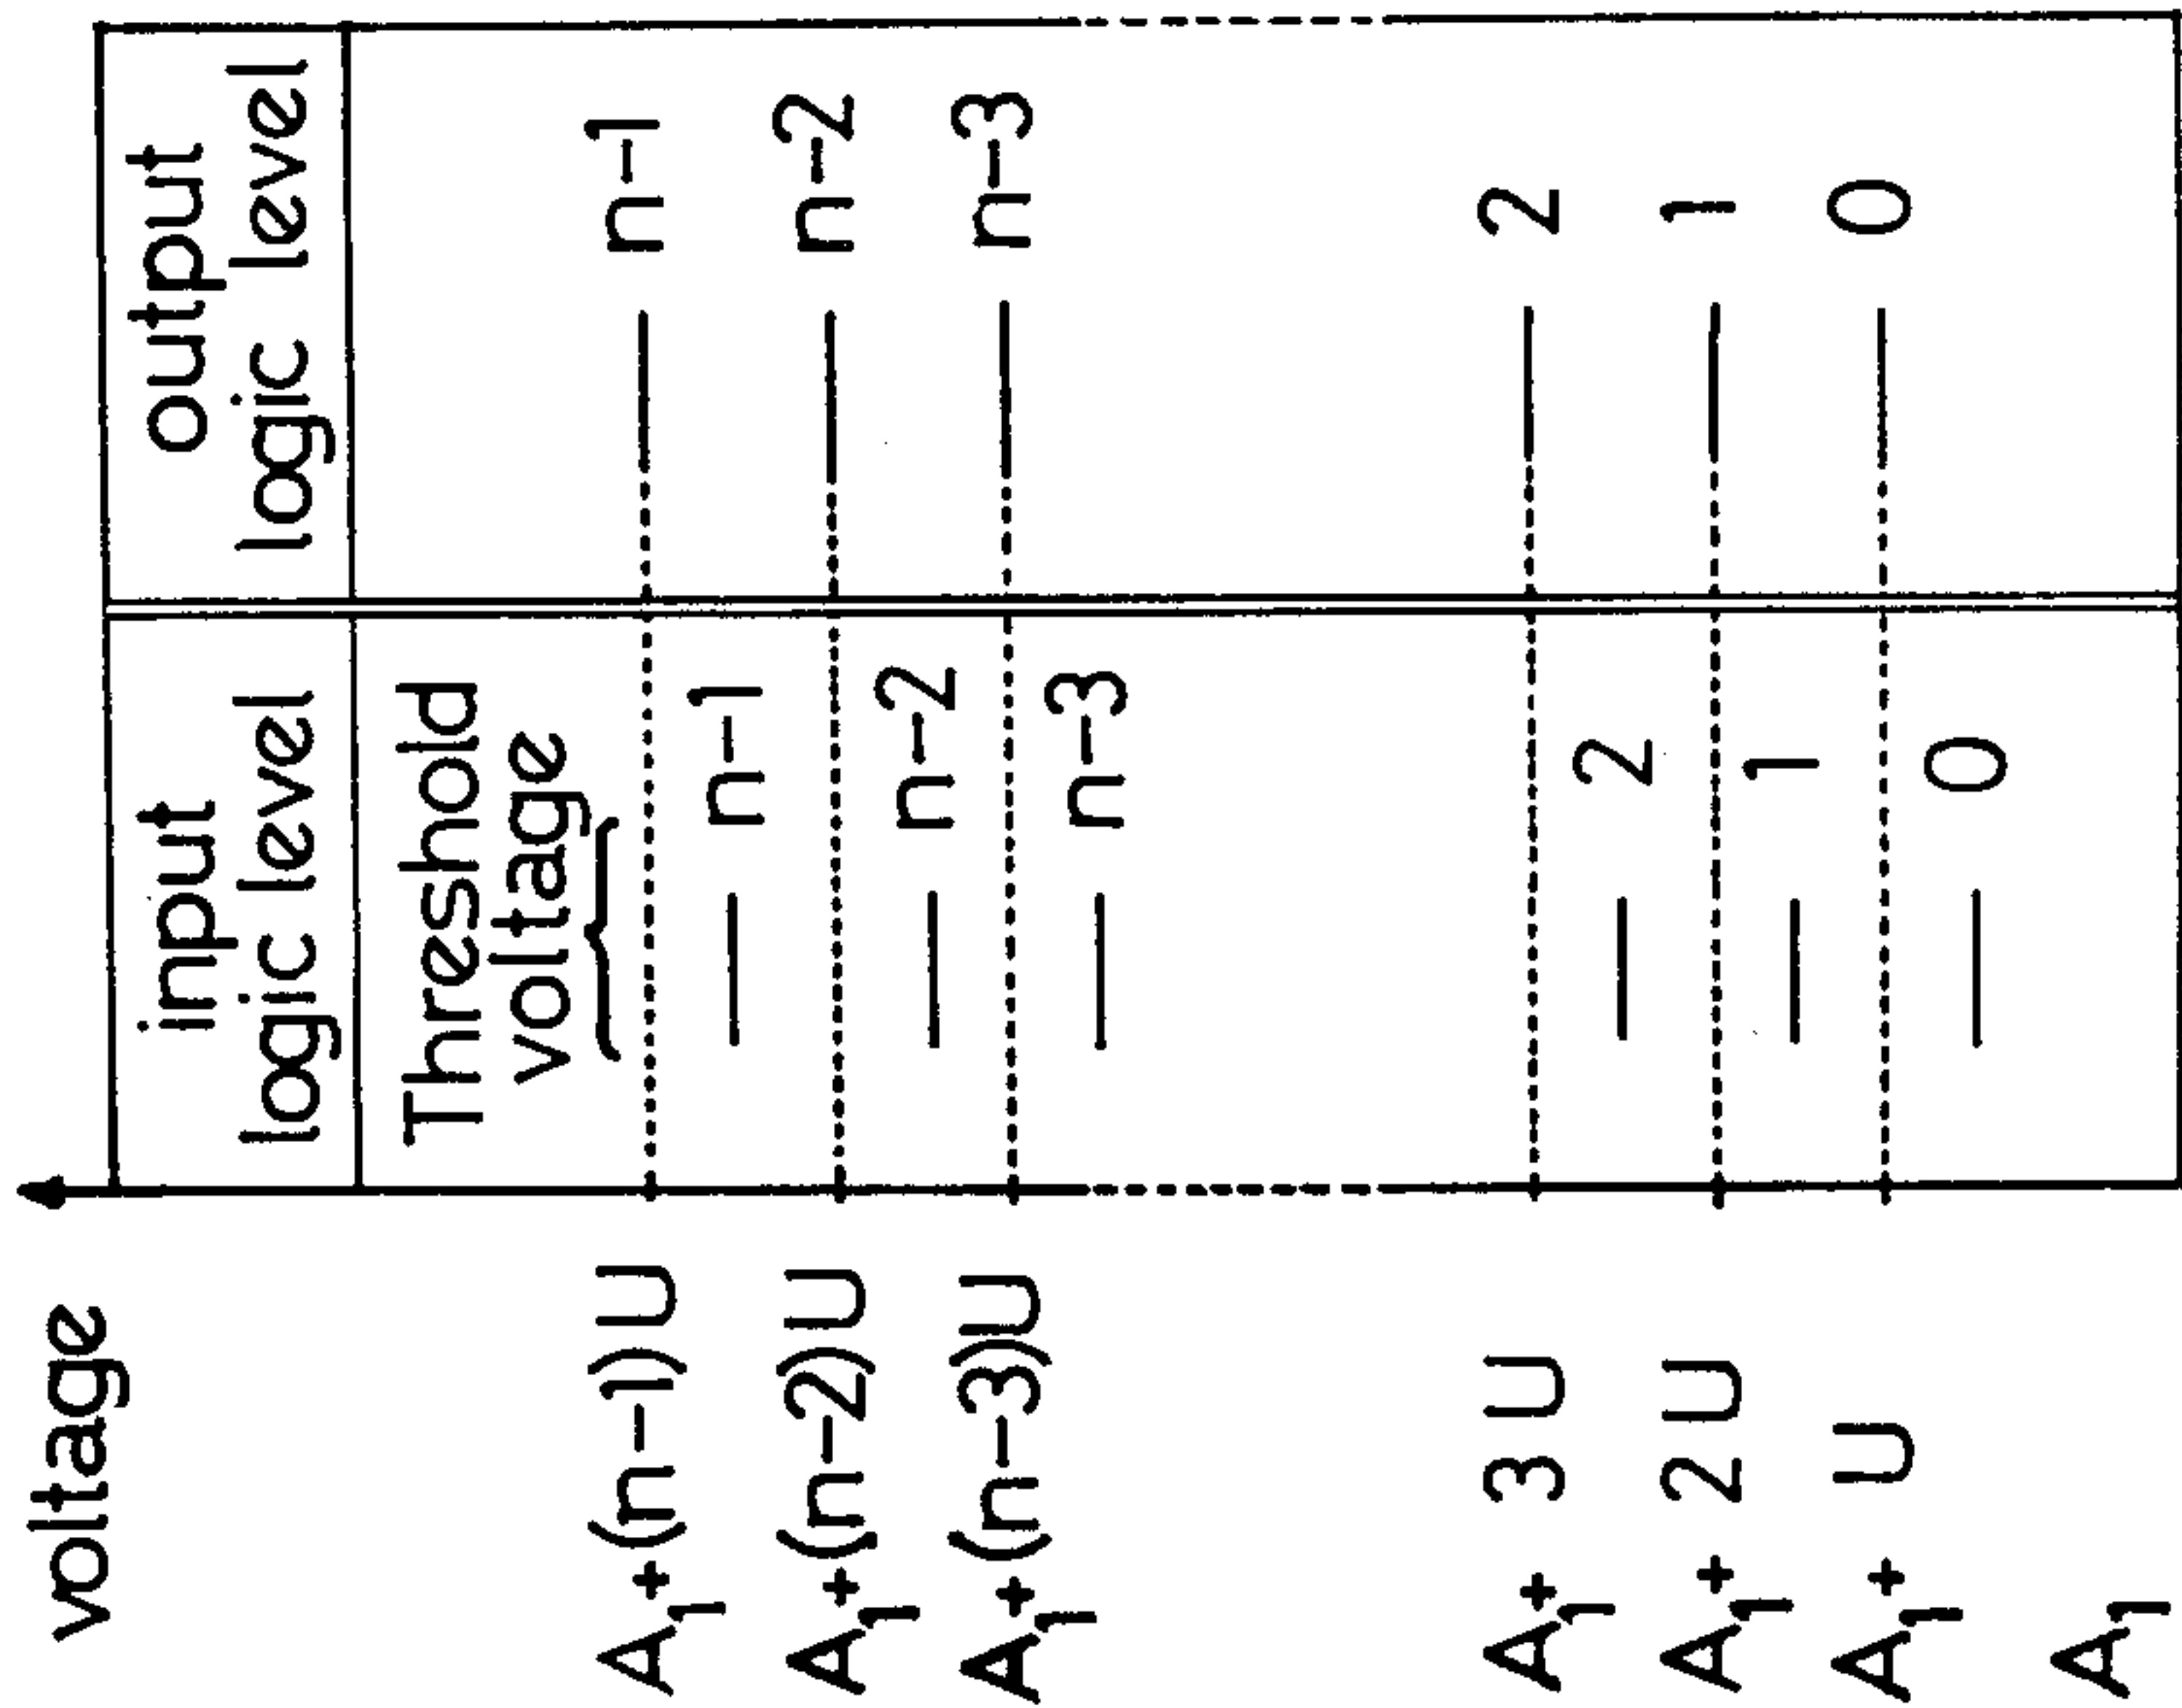 voltage
input
logic level
output
logic level
Threshold
voltage
A₁+(n-1)U
n-1
n-1
A₁+(n-2)U
n-2
n-2
A₁+(n-3)U
n-3
n-3
A₁+ 3U
2
2
A₁+ 2U
1
1
A₁+ U
0
0
A₁